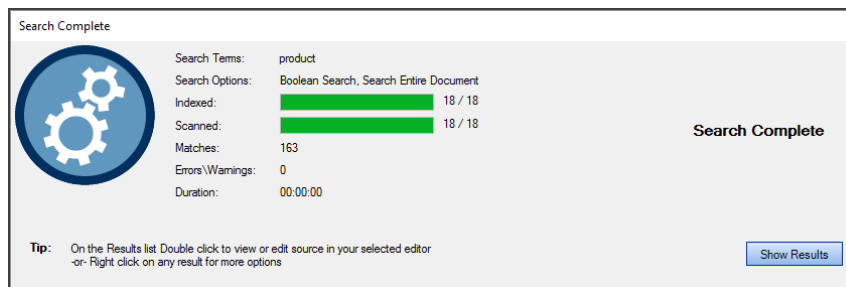 Search Complete
Search Terms: product
Search Options: Boolean Search, Search Entire Document
Indexed: 18 / 18
Scanned: 18 / 18
Search Complete
Matches: 163
Errors\Warnings: 0
Duration: 00:00:00
Tip: On the Results list Double click to view or edit source in your selected editor
-or- Right click on any result for more options
Show Results